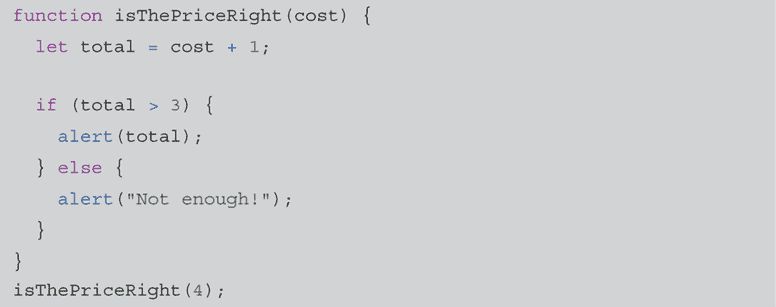 function isThePriceRight(cost) {
  let total = cost + 1;

  if (total > 3) {
    alert(total);
  } else {
    alert("Not enough!");
  }
}
isThePriceRight(4);